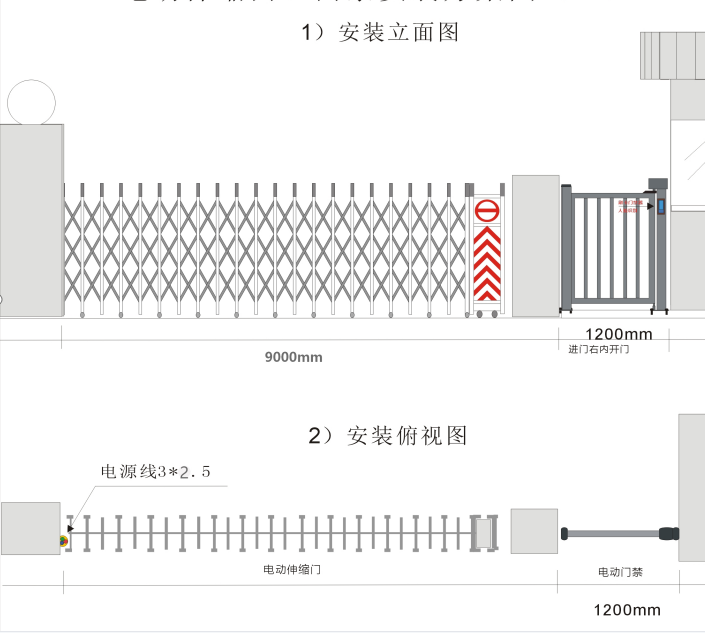 1）安装立面图
1200mm
9000mm
进门右内开门
2）安装俯视图
电源线3*2.5
电动伸缩门
电动门禁
1200mm